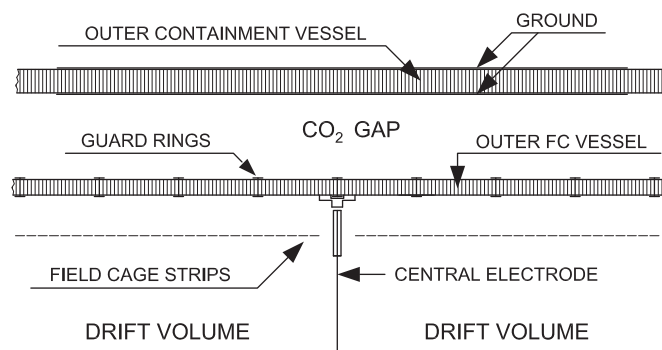 GROUND
OUTER CONTAINMENT VESSEL
CO₂ GAP
GUARD RINGS
OUTER FC VESSEL
FIELD CAGE STRIPS
CENTRAL ELECTRODE
DRIFT VOLUME
DRIFT VOLUME